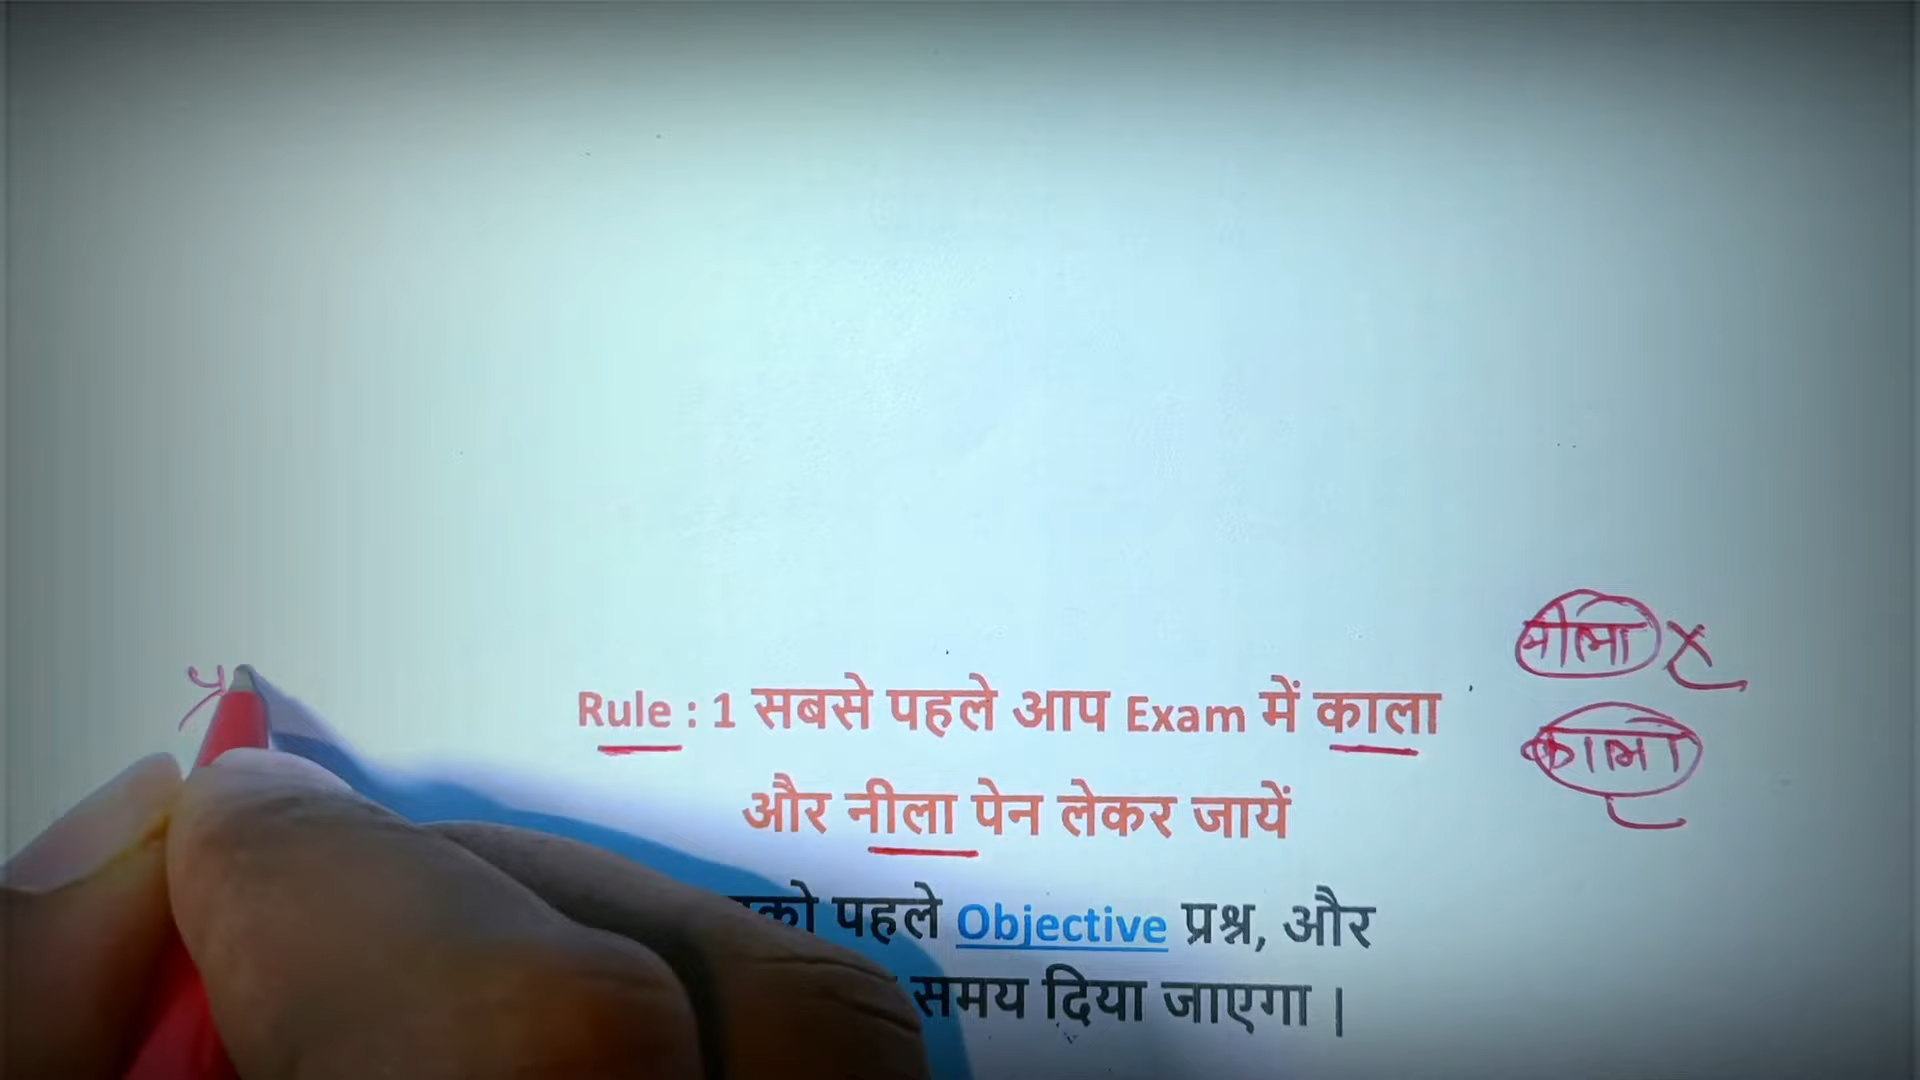 Rule : 1 सबसे पहले आप Exam में काला
और नीला पेन लेकर जायें
पहले Objective प्रश्न, और
समय दिया जाएगा |
नीला
काला